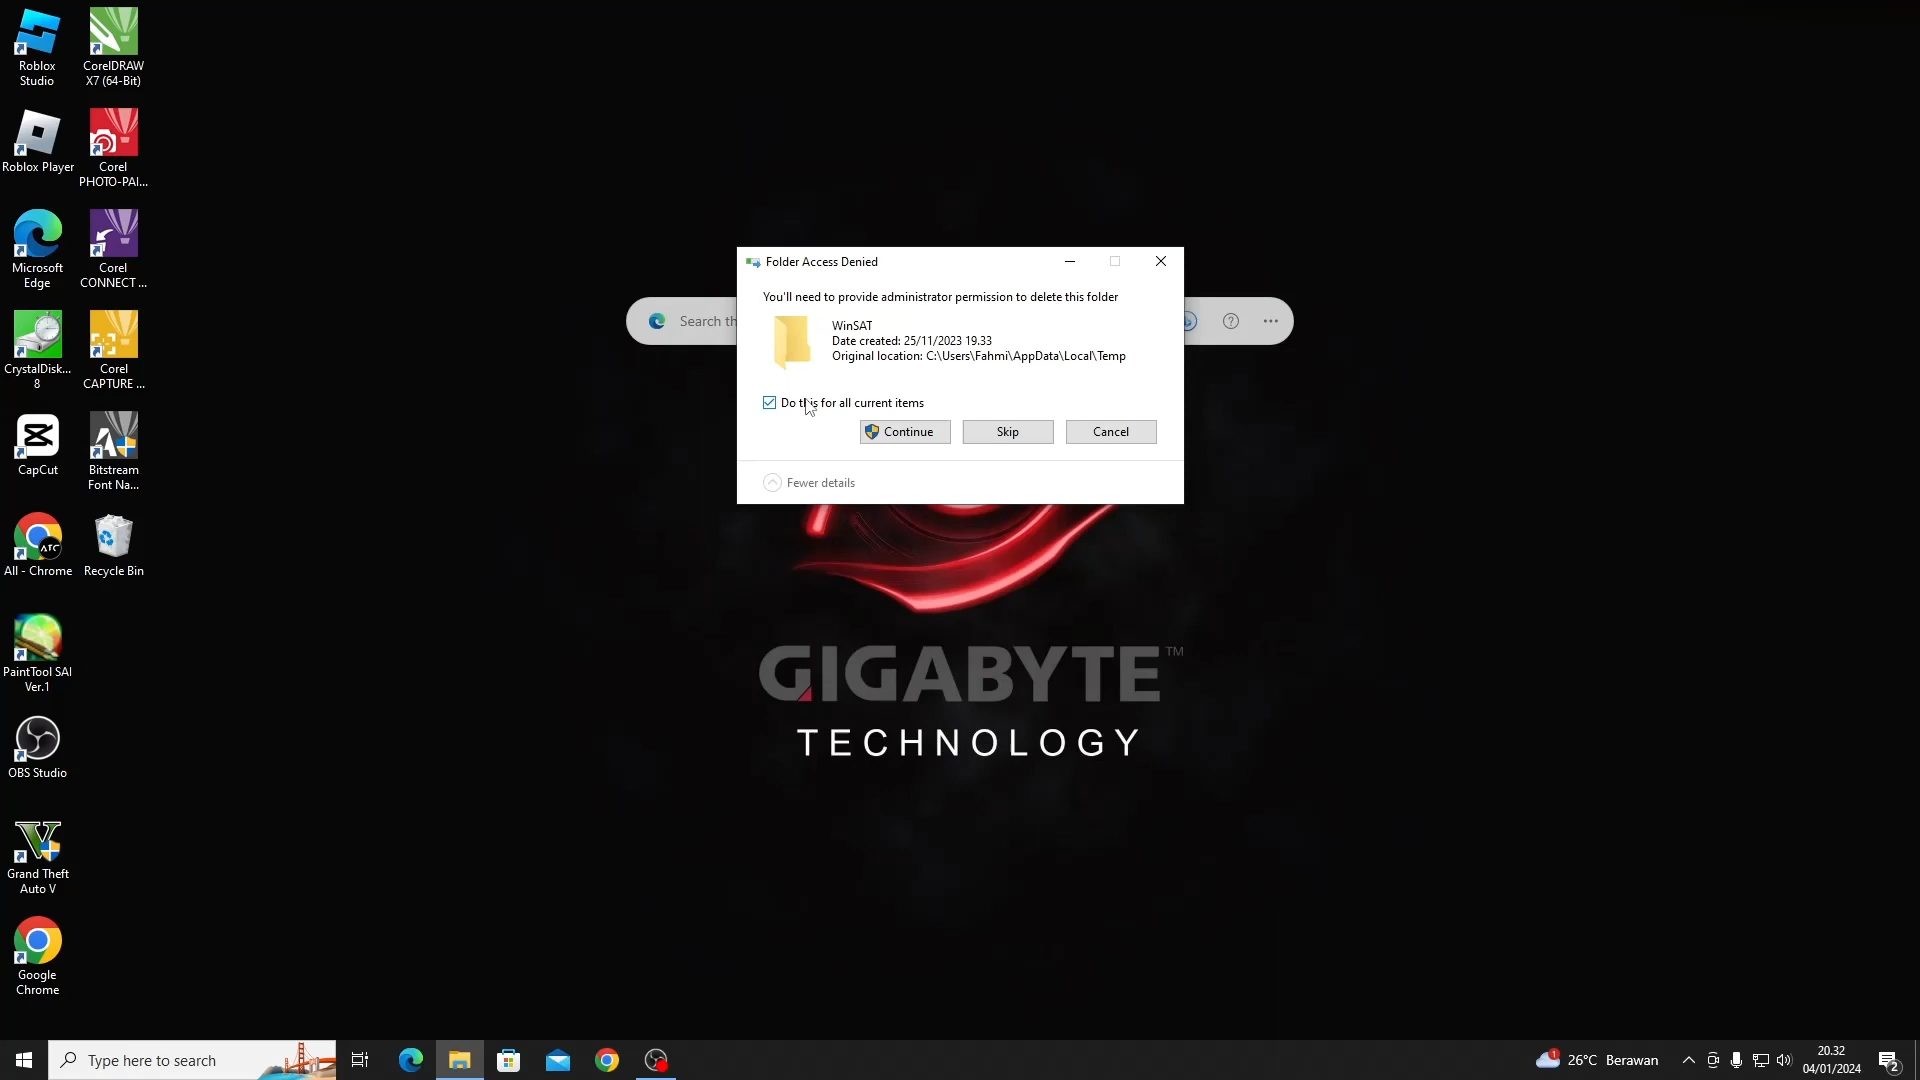 Roblox
Studio
CorelDRAW
X7 (64-Bit)
Roblox Player
Corel
PHOTO-PAI...
Microsoft
Edge
Corel
CONNECT ...
CrystalDisk...
8
Corel
CAPTURE ...
CapCut
Bitstream
Font Na...
All - Chrome
Recycle Bin
PaintTool SAI
Ver.1
OBS Studio
Grand Theft
Auto V
Google
Chrome
Folder Access Denied
You'll need to provide administrator permission to delete this folder
WinSAT
Date created: 25/11/2023 19.33
Original location: C:\Users\Fahmi\AppData\Local\Temp
Do this for all current items
Continue
Skip
Cancel
Fewer details
Search th
GIGABYTE™
TECHNOLOGY
Type here to search
1
26°C Berawan
20.32
04/01/2024
2